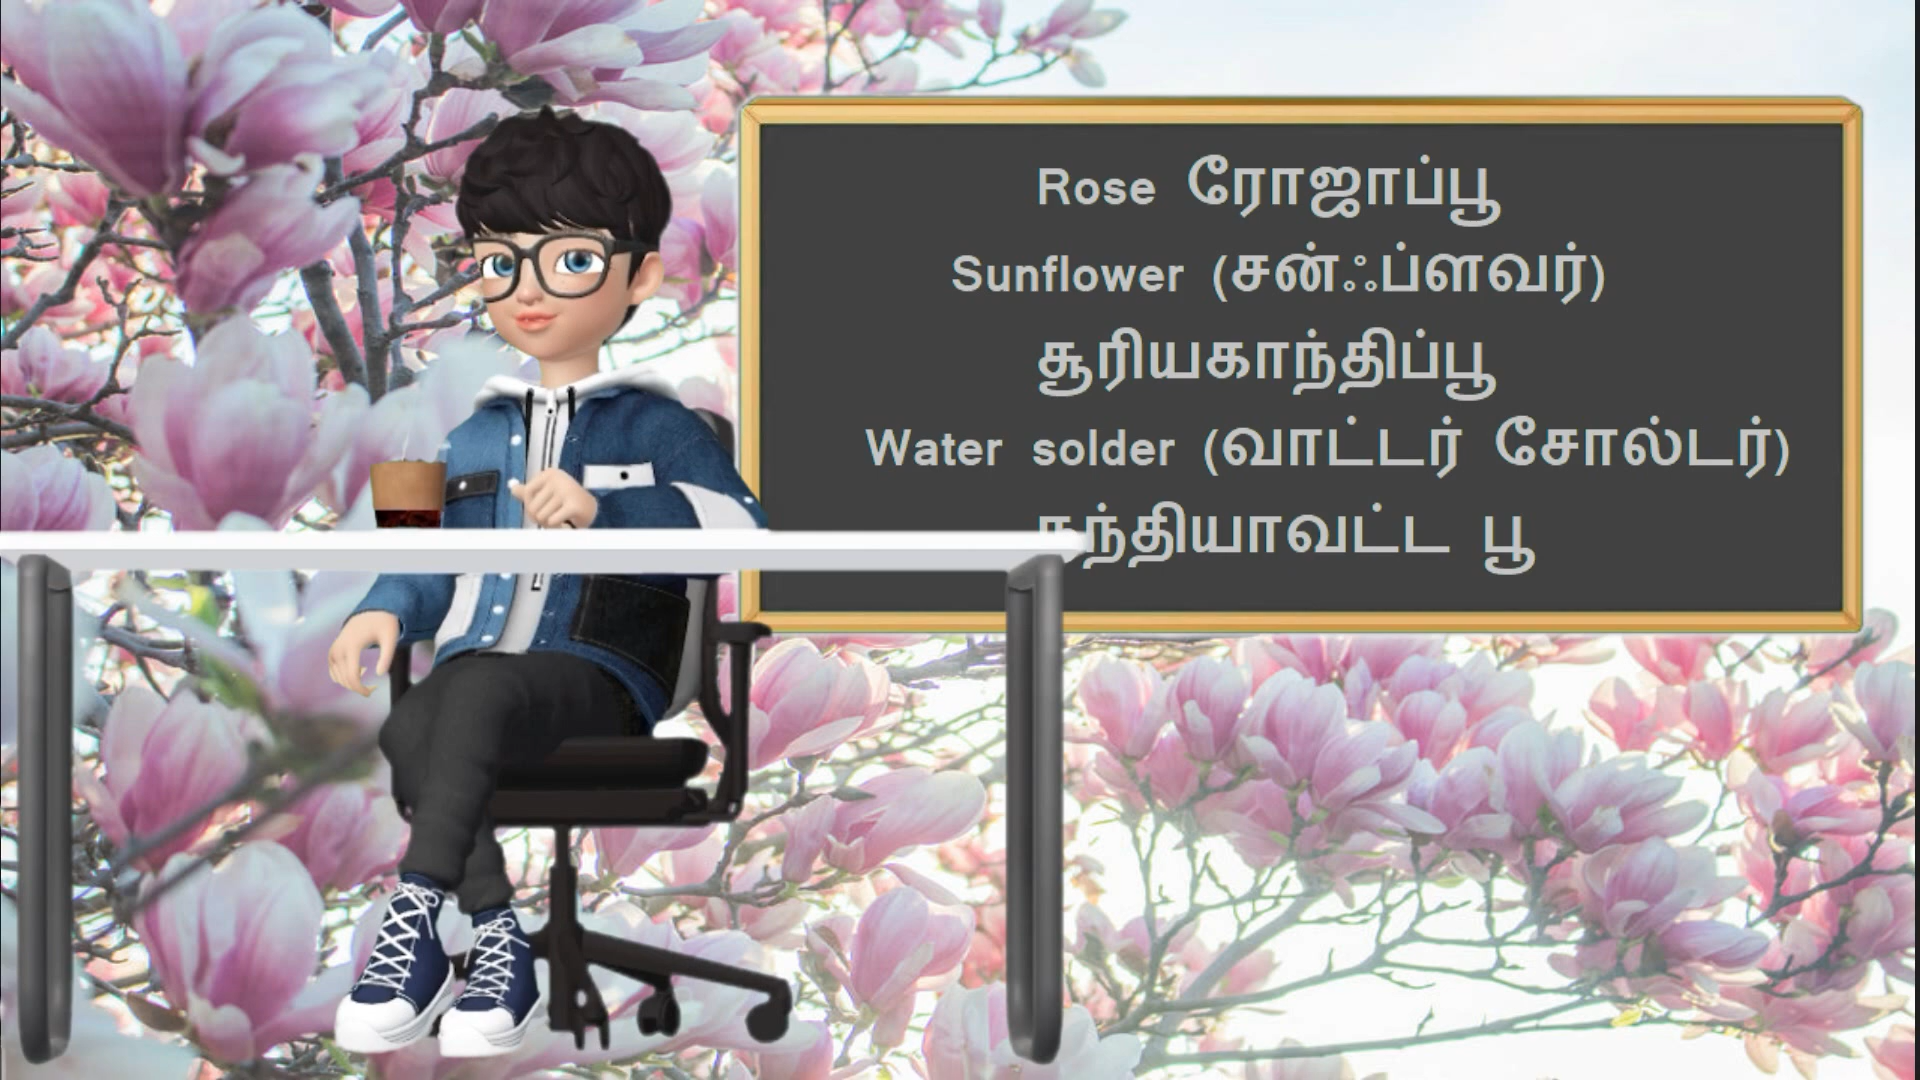 Rose ரோஜாப்பூ
Sunflower (சன்ஃப்ளவர்)
சூரியகாந்திப்பூ
Water solder (வாட்டர் சோல்டர்)
நந்தியாவட்ட பூ